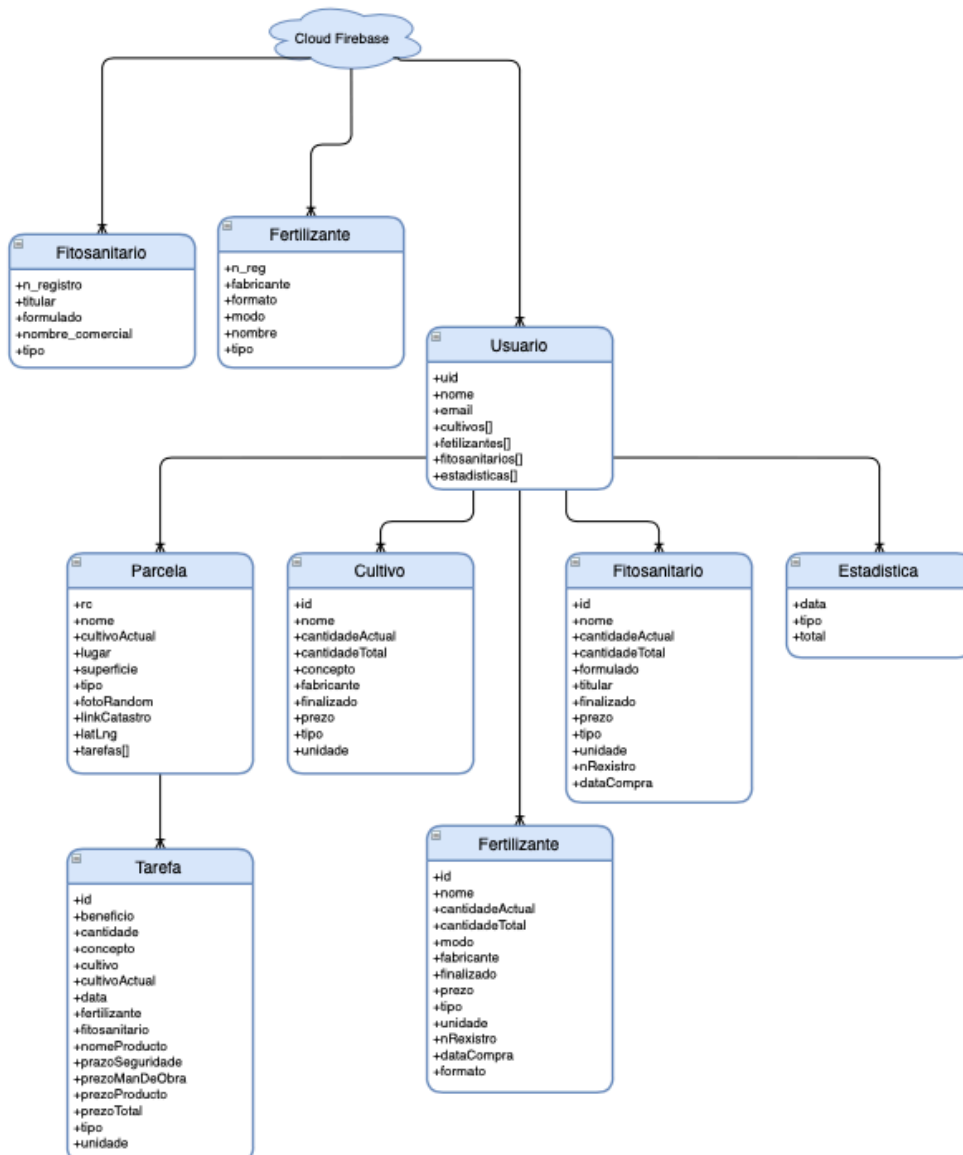 Cloud Firebase
Fitosanitario
+n_registro
+titular
+formulado
+nombre_comercial
+tipo
Fertilizante
+n_reg
+fabricante
+formato
+modo
+nombre
+tipo
Usuario
+uid
+nome
+email
+cultivos[]
+fetilizantes[]
+fitosanitarios[]
+estadisticas[]
Parcela
+rc
+nome
+cultivoActual
+lugar
+superficie
+tipo
+fotoRandom
+linkCatastro
+latLng
+tarefas[]
Cultivo
+id
+nome
+cantidadeActual
+cantidadeTotal
+concepto
+fabricante
+finalizado
+prezo
+tipo
+unidade
Fitosanitario
+id
+nome
+cantidadeActual
+cantidadeTotal
+formulado
+titular
+finalizado
+prezo
+tipo
+unidade
+nRexistro
+dataCompra
Estadistica
+data
+tipo
+total
Tarefa
+id
+beneficio
+cantidade
+concepto
+cultivo
+cultivoActual
+data
+fertilizante
+fitosanitario
+nomeProducto
+prazoSeguridade
+prezoManDeObra
+prezoProducto
+prezoTotal
+tipo
+unidade
Fertilizante
+id
+nome
+cantidadeActual
+cantidadeTotal
+modo
+fabricante
+finalizado
+prezo
+tipo
+unidade
+nRexistro
+dataCompra
+formato